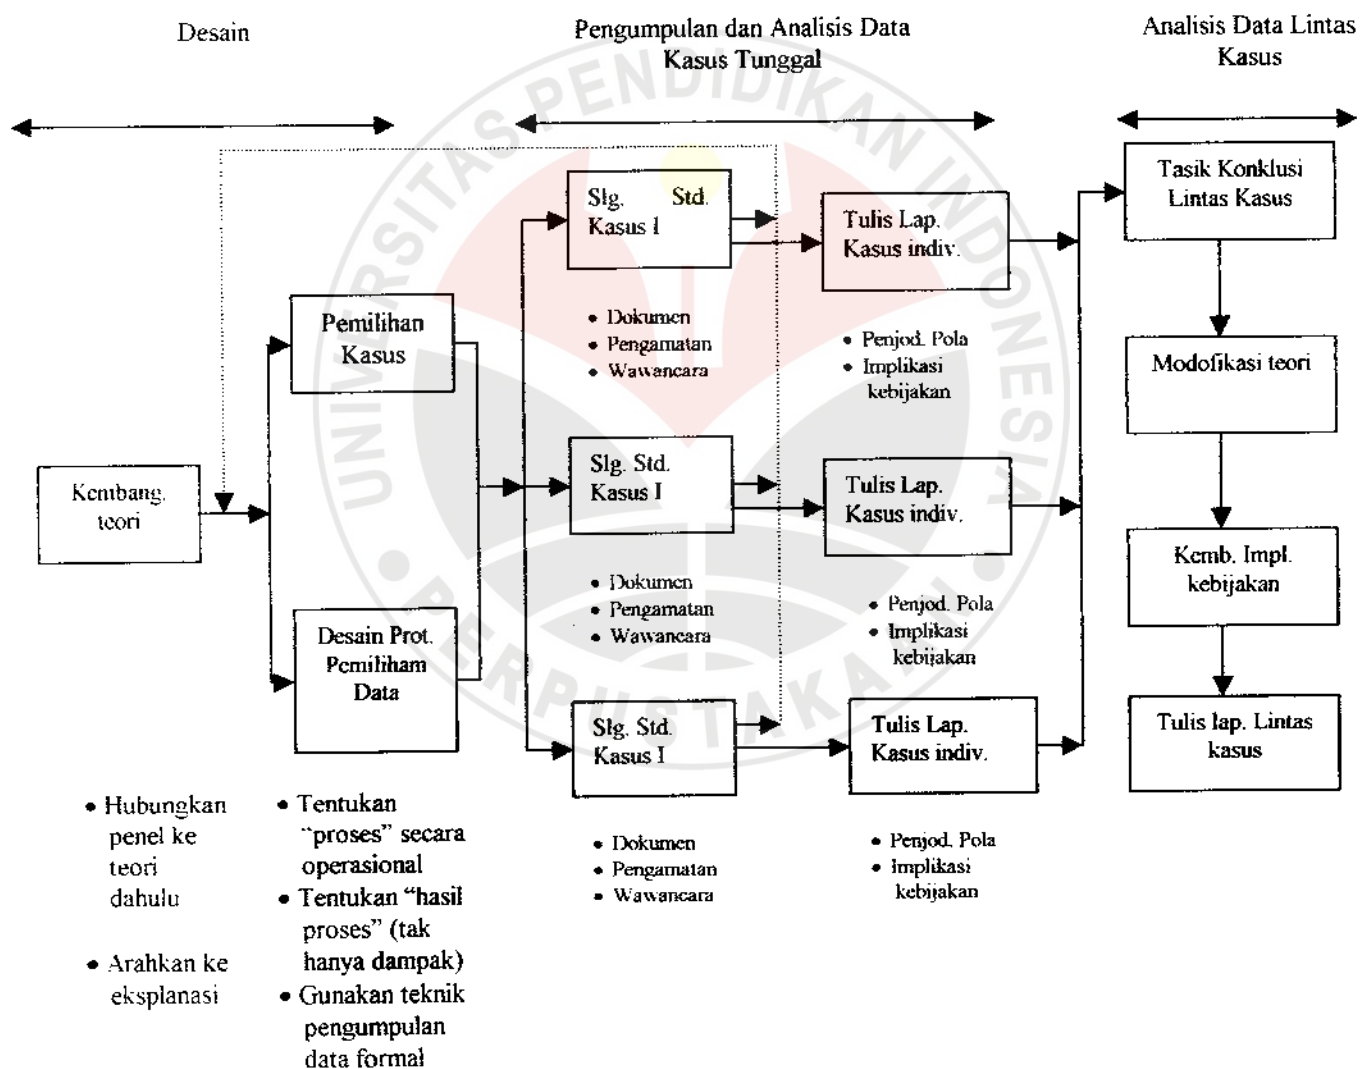 Desain
Pengumpulan dan Analisis Data
Kasus Tunggal
Analisis Data Lintas
Kasus
UNIVERSITAS PENDIDIKAN INDONESIA
PERPUSTAKAAN
Kembang.
teori
Pemilihan
Kasus
Desain Prot.
Pemiliham
Data
Slg. Std.
Kasus I
• Dokumen
• Pengamatan
• Wawancara
Slg. Std.
Kasus I
• Dokumen
• Pengamatan
• Wawancara
Slg. Std.
Kasus I
• Dokumen
• Pengamatan
• Wawancara
Tulis Lap.
Kasus indiv.
• Penjod. Pola
• Implikasi
kebijakan
Tulis Lap.
Kasus indiv.
• Penjod. Pola
• Implikasi
kebijakan
Tulis Lap.
Kasus indiv.
• Penjod. Pola
• Implikasi
kebijakan
Tasik Konklusi
Lintas Kasus
Modofikasi teori
Kemb. Impl.
kebijakan
Tulis lap. Lintas
kasus
• Hubungkan
penel ke
teori
dahulu
• Arahkan ke
eksplanasi
• Tentukan
“proses” secara
operasional
• Tentukan “hasil
proses” (tak
hanya dampak)
• Gunakan teknik
pengumpulan
data formal